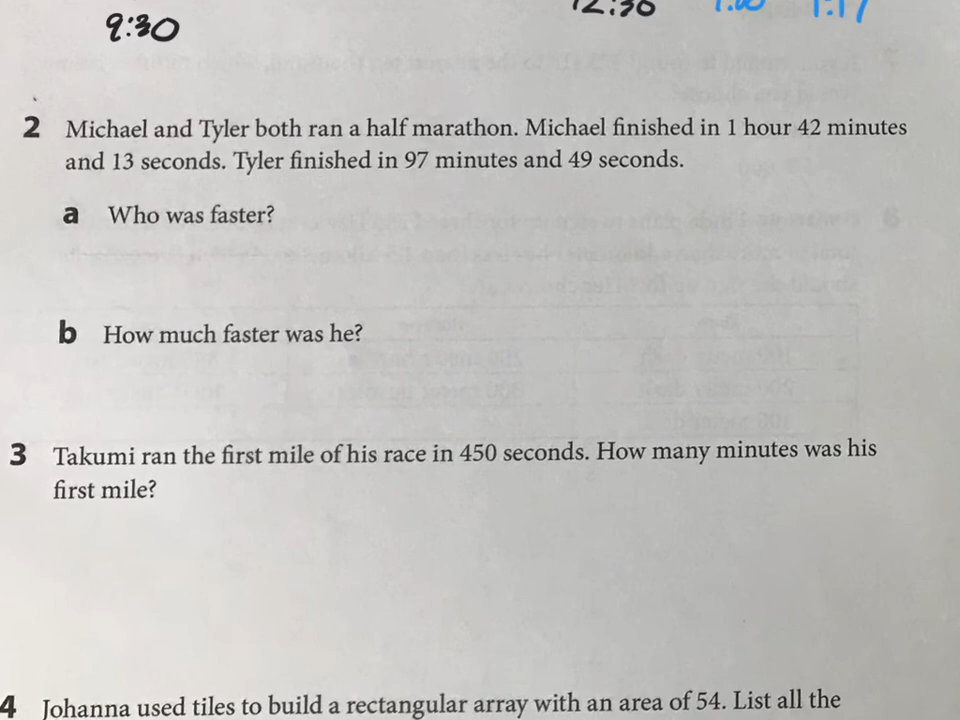 9:30 12:30 1:00 1:17
2 Michael and Tyler both ran a half marathon. Michael finished in 1 hour 42 minutes
and 13 seconds. Tyler finished in 97 minutes and 49 seconds.
a Who was faster?
b How much faster was he?
3 Takumi ran the first mile of his race in 450 seconds. How many minutes was his
first mile?
4 Johanna used tiles to build a rectangular array with an area of 54. List all the